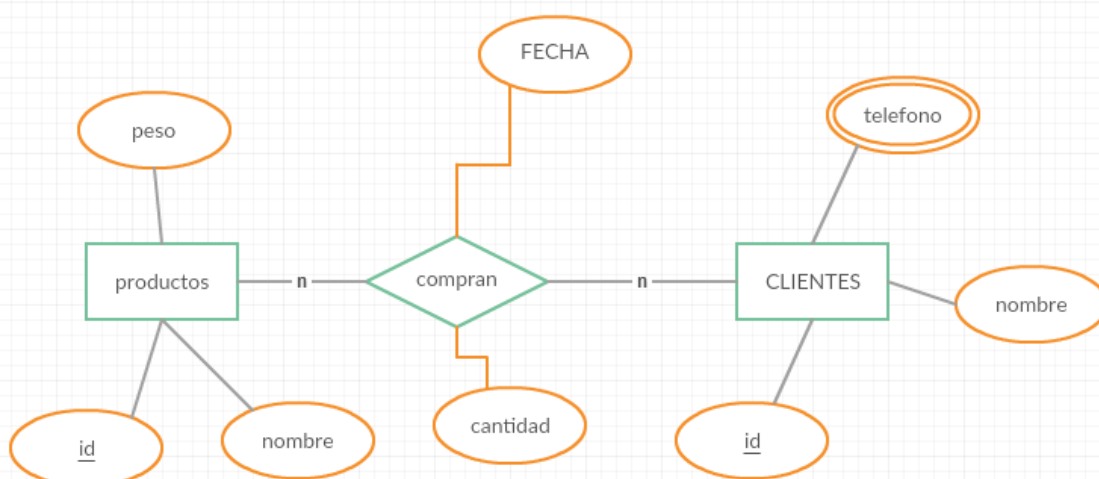 FECHA
telefono
peso
productos
n
compran
n
CLIENTES
nombre
id
nombre
cantidad
id